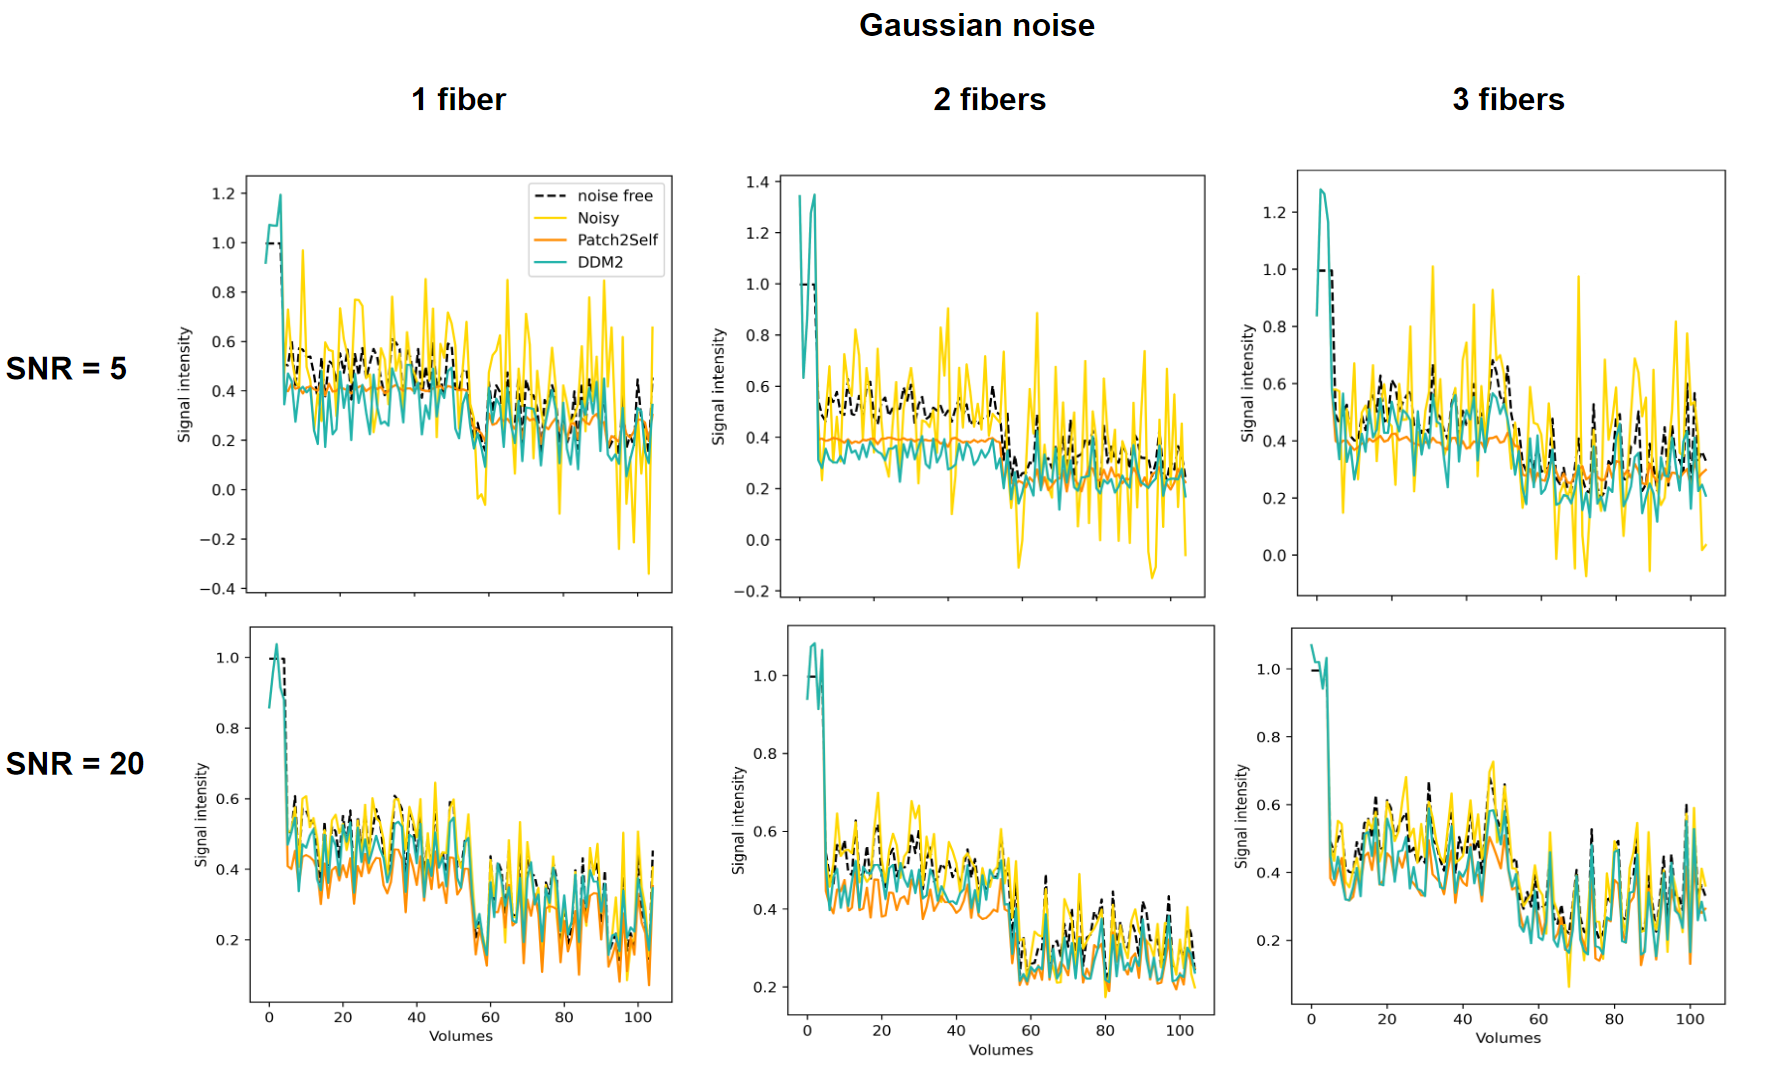 Gaussian noise
1 fiber
2 fibers
3 fibers
SNR = 5
Signal intensity
1.2
1.0
0.8
0.6
0.4
0.2
0.0
−0.2
−0.4
noise free
Noisy
Patch2Self
DDM2
Signal intensity
1.4
1.2
1.0
0.8
0.6
0.4
0.2
0.0
−0.2
Signal intensity
1.2
1.0
0.8
0.6
0.4
0.2
0.0
SNR = 20
Signal intensity
1.0
0.8
0.6
0.4
0.2
0 20 40 60 80 100
Volumes
Signal intensity
1.0
0.8
0.6
0.4
0.2
0 20 40 60 80 100
Volumes
Signal intensity
1.0
0.8
0.6
0.4
0.2
0 20 40 60 80 100
Volumes